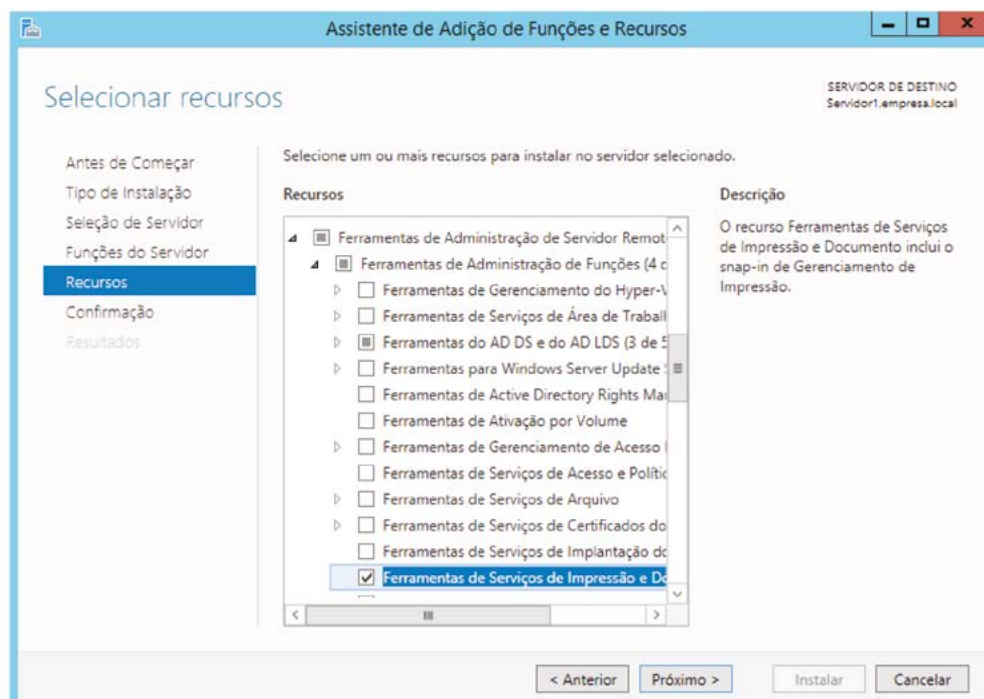 Assistente de Adição de Funções e Recursos
Selecionar recursos
SERVIDOR DE DESTINO
Servidor1.empresa.local
Antes de Começar
Tipo de Instalação
Seleção de Servidor
Funções do Servidor
Recursos
Confirmação
Resultados
Selecione um ou mais recursos para instalar no servidor selecionado.
Recursos
Ferramentas de Administração de Servidor Remot
Ferramentas de Administração de Funções (4 d
Ferramentas de Gerenciamento do Hyper-V
Ferramentas de Serviços de Área de Traball
Ferramentas do AD DS e do AD LDS (3 de 5
Ferramentas para Windows Server Update S
Ferramentas de Active Directory Rights Mai
Ferramentas de Ativação por Volume
Ferramentas de Gerenciamento de Acesso
Ferramentas de Serviços de Acesso e Polític
Ferramentas de Serviços de Arquivo
Ferramentas de Serviços de Certificados do
Ferramentas de Serviços de Implantação do
Ferramentas de Serviços de Impressão e Do
Descrição
O recurso Ferramentas de Serviços
de Impressão e Documento inclui o
snap-in de Gerenciamento de
Impressão.
< Anterior
Próximo >
Instalar
Cancelar